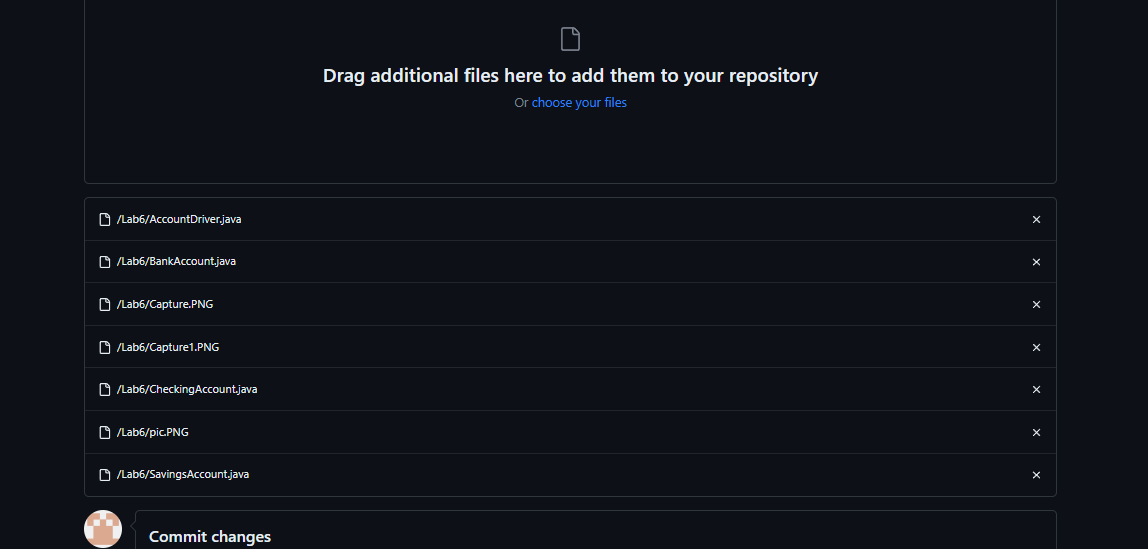 Drag additional files here to add them to your repository
Or choose your files
/Lab6/AccountDriver.java
/Lab6/BankAccount.java
/Lab6/Capture.PNG
/Lab6/Capture1.PNG
/Lab6/CheckingAccount.java
/Lab6/pic.PNG
/Lab6/SavingsAccount.java
Commit changes